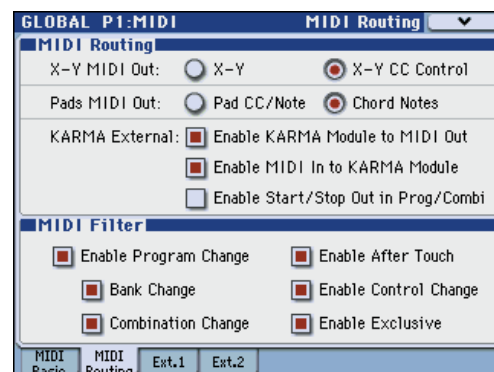 GLOBAL P1:MIDI MIDI Routing
MIDI Routing
X-Y MIDI Out: X-Y X-Y CC Control
Pads MIDI Out: Pad CC/Note Chord Notes
KARMA External: Enable KARMA Module to MIDI Out
Enable MIDI In to KARMA Module
Enable Start/Stop Out in Prog/Combi
MIDI Filter
Enable Program Change Enable After Touch
Bank Change Enable Control Change
Combination Change Enable Exclusive
MIDI Basic MIDI Routing Ext.1 Ext.2